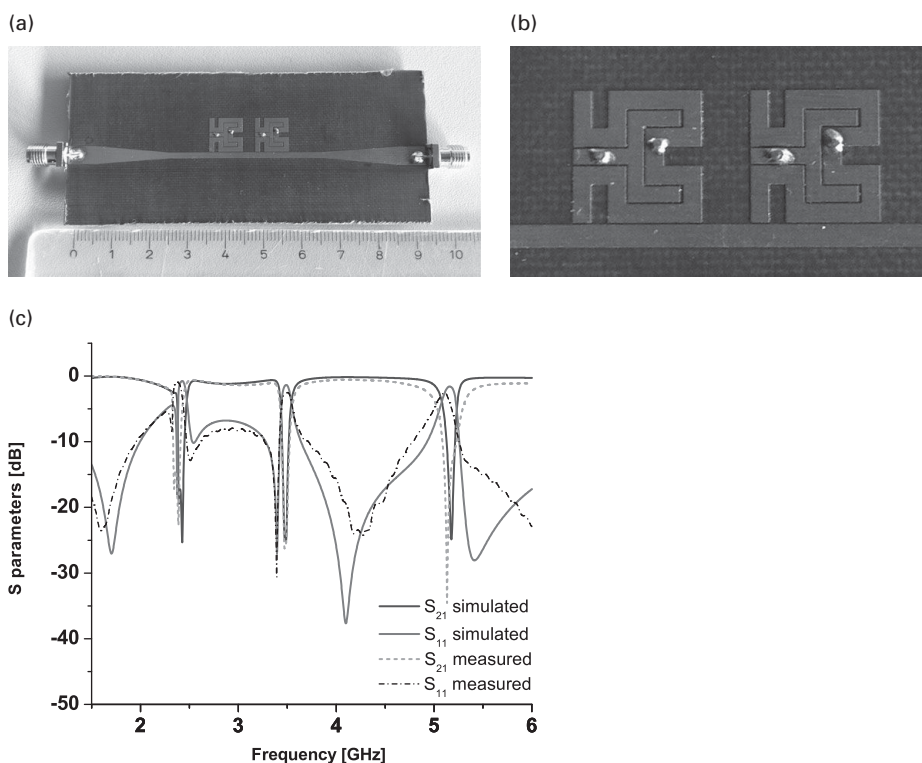 (a)
(b)
0 1 2 3 4 5 6 7 8 9 10
(c)
S parameters [dB]
0
-10
-20
-30
-40
-50
S21 simulated
S11 simulated
S21 measured
S11 measured
2 3 4 5 6
Frequency [GHz]